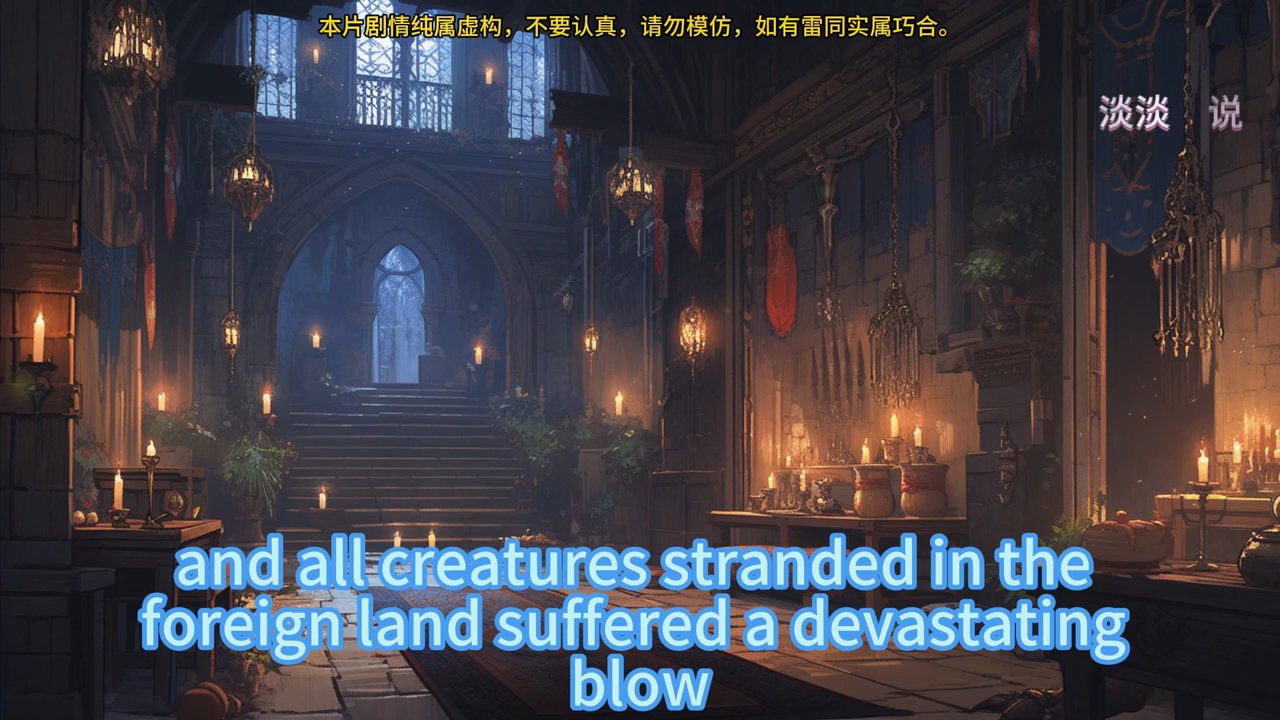 本片剧情纯属虚构，不要认真，请勿模仿，如有雷同实属巧合。
淡淡 说
and all creatures stranded in the
foreign land suffered a devastating
blow